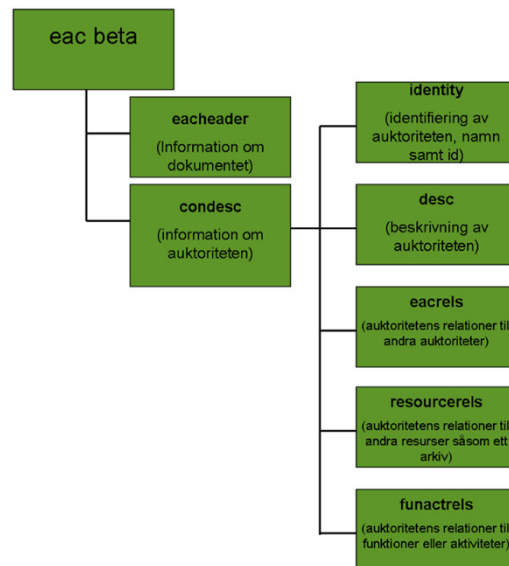 eac beta
eacheader
(Information om
dokumentet)
condesc
(information om
auktoriteten)
identity
(identifiering av
auktoriteten, namn
samt id)
desc
(beskrivning av
auktoriteten)
eacrels
(auktoritetens relationer til
andra auktoriteter)
resourcerels
(auktoritetens relationer til
andra resurser såsom ett
arkiv)
funactrels
(auktoritetens relationer til
funktioner eller aktiviteter)